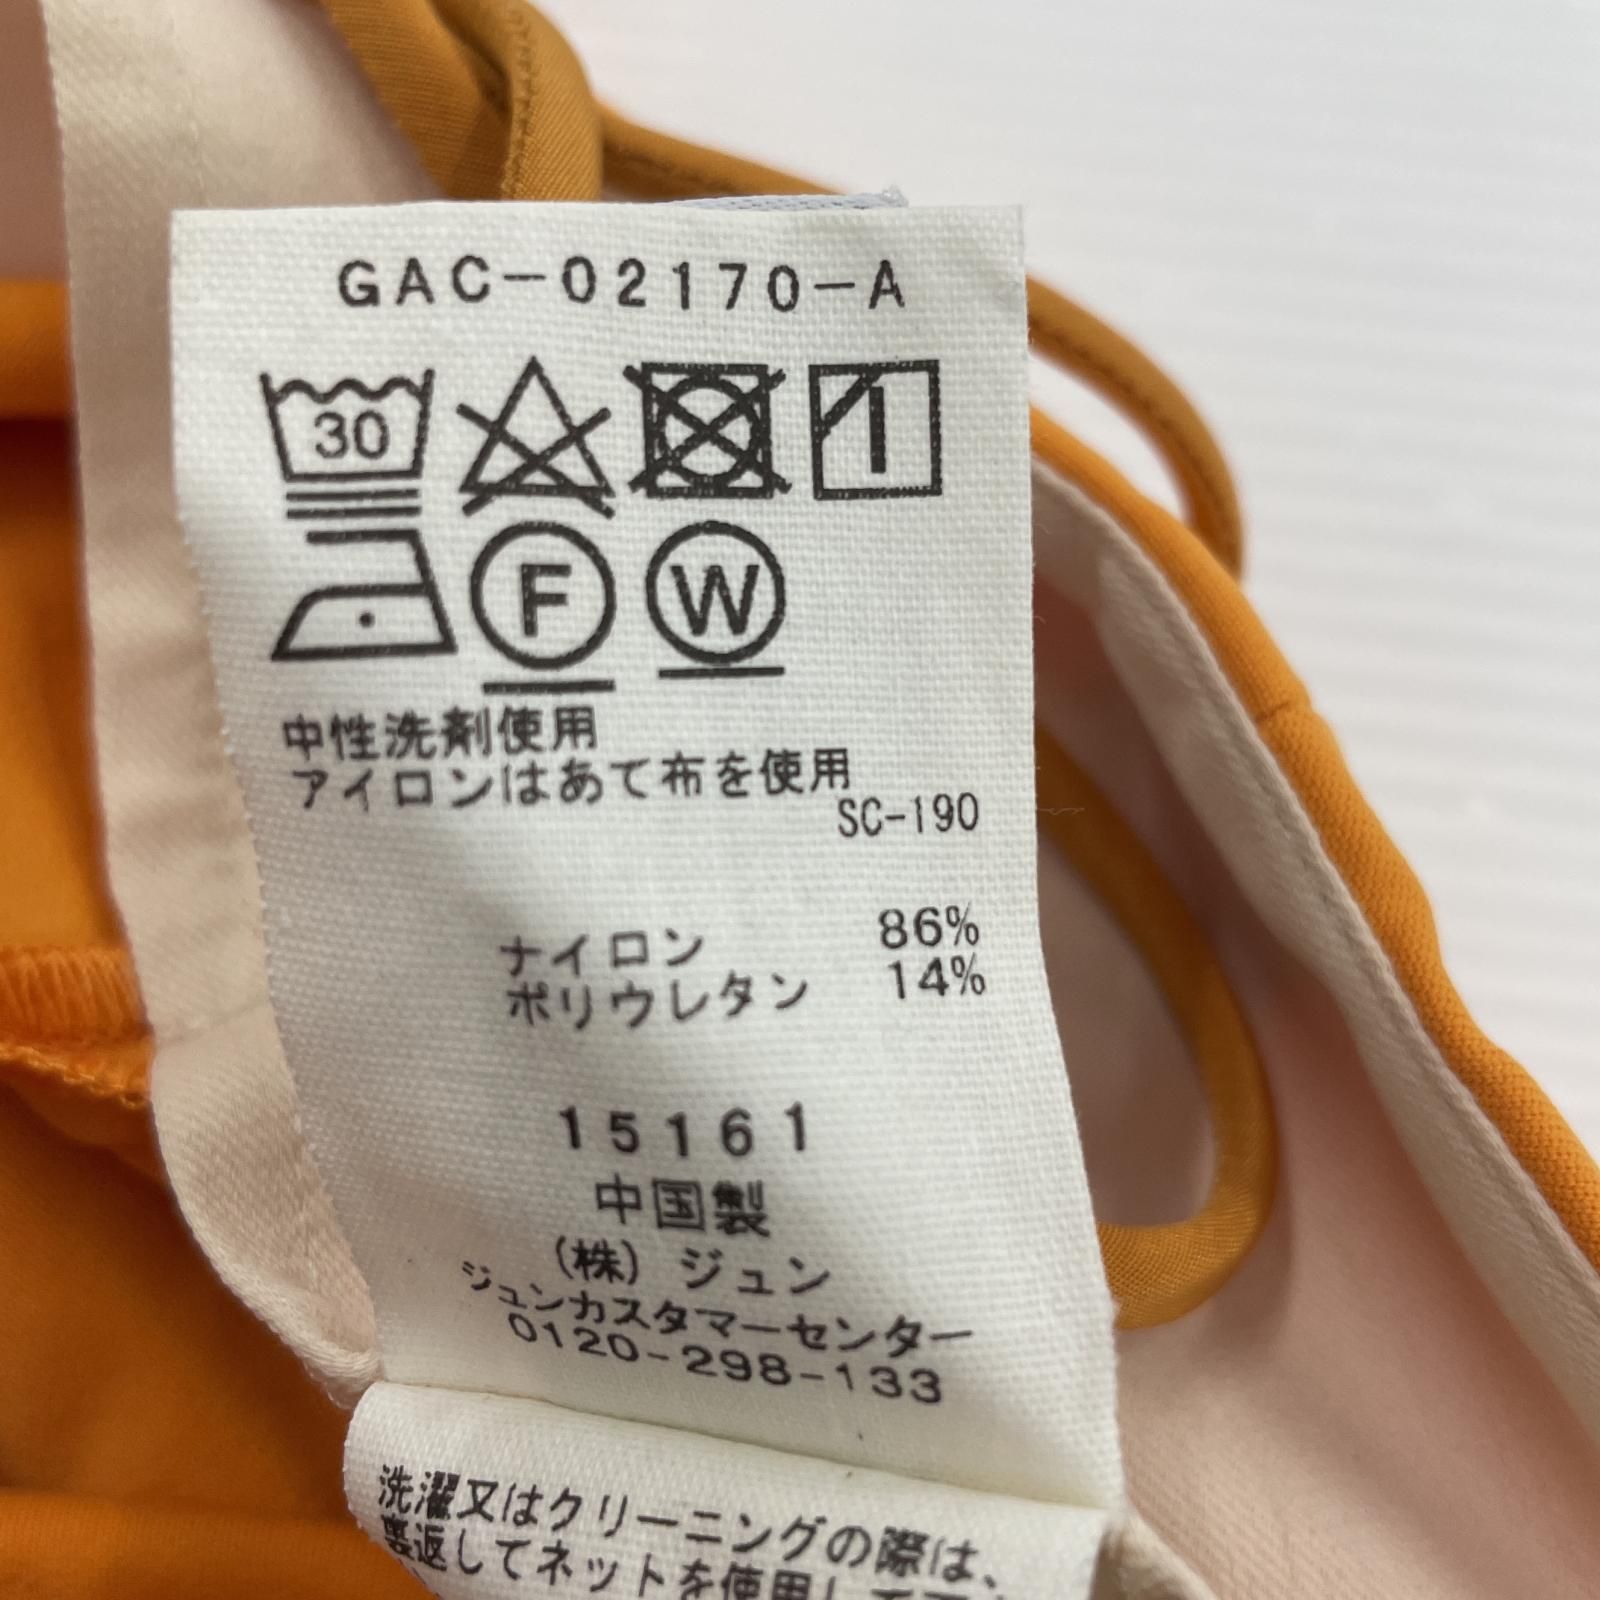 GAC-02170-A
30
F W
中性洗剤使用
アイロンはあて布を使用
SC-190
ナイロン 86%
ポリウレタン 14%
15161
中国製
(株) ジュン
ジュンカスタマーセンター
0120-298-133
洗濯又はクリーニングの際は、
裏返してネットを使用して